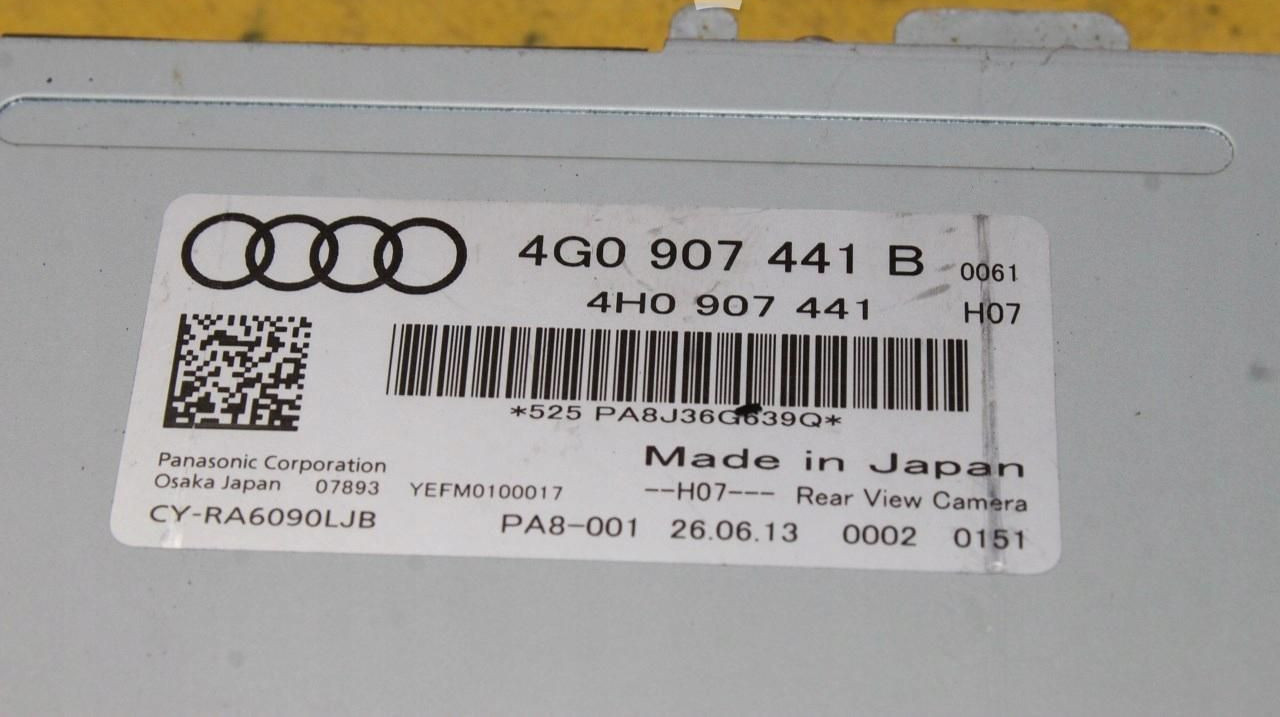 4G0 907 441 B 0061
4H0 907 441 H07
*525 PA8J36G639Q*
Made in Japan
Panasonic Corporation
Osaka Japan 07893 YEFM0100017 --H07--- Rear View Camera
CY-RA6090LJB PA8-001 26.06.13 0002 0151